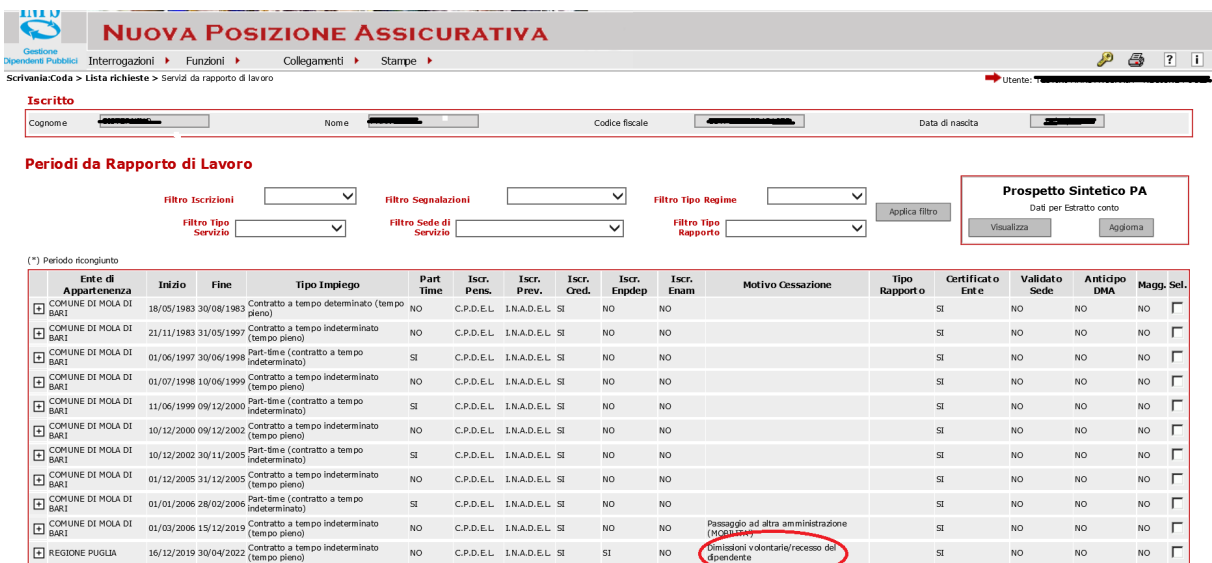 INPS
Gestione
Dipendenti Pubblici
NUOVA POSIZIONE ASSICURATIVA
Interrogazioni Funzioni Collegamenti Stampe ? i
Scrivania:Coda > Lista richieste > Servizi da rapporto di lavoro
Utente:
Iscritto
Cognome Nome Codice fiscale Data di nascita
Periodi da Rapporto di Lavoro
Filtro Iscrizioni Filtro Segnalazioni Filtro Tipo Regime Applica filtro
Filtro Tipo Servizio Filtro Sede di Servizio Filtro Tipo Rapporto
Prospetto Sintetico PA
Dati per Estratto conto
Visualizza Aggiorna
(*) Periodo ricongiunto
Ente di Appartenenza Inizio Fine Tipo Impiego Part Time Iscr. Pens. Iscr. Prev. Iscr. Cred. Iscr. Enpdep Iscr. Enam Motivo Cessazione Tipo Rapporto Certificato Ente Validato Sede Anticipo DMA Magg. Sel.
COMUNE DI MOLA DI BARI 18/05/1983 30/08/1983 Contratto a tempo determinato (tempo pieno) NO C.P.D.E.L. I.N.A.D.E.L. SI NO NO SI NO NO NO
COMUNE DI MOLA DI BARI 21/11/1983 31/05/1997 Contratto a tempo indeterminato (tempo pieno) NO C.P.D.E.L. I.N.A.D.E.L. SI NO NO SI NO NO NO
COMUNE DI MOLA DI BARI 01/06/1997 30/06/1998 Part-time (contratto a tempo indeterminato) SI C.P.D.E.L. I.N.A.D.E.L. SI NO NO SI NO NO NO
COMUNE DI MOLA DI BARI 01/07/1998 10/06/1999 Contratto a tempo indeterminato (tempo pieno) NO C.P.D.E.L. I.N.A.D.E.L. SI NO NO SI NO NO NO
COMUNE DI MOLA DI BARI 11/06/1999 09/12/2000 Part-time (contratto a tempo indeterminato) SI C.P.D.E.L. I.N.A.D.E.L. SI NO NO SI NO NO NO
COMUNE DI MOLA DI BARI 10/12/2000 09/12/2002 Contratto a tempo indeterminato (tempo pieno) NO C.P.D.E.L. I.N.A.D.E.L. SI NO NO SI NO NO NO
COMUNE DI MOLA DI BARI 10/12/2002 30/11/2005 Part-time (contratto a tempo indeterminato) SI C.P.D.E.L. I.N.A.D.E.L. SI NO NO SI NO NO NO
COMUNE DI MOLA DI BARI 01/12/2005 31/12/2005 Contratto a tempo indeterminato (tempo pieno) NO C.P.D.E.L. I.N.A.D.E.L. SI NO NO SI NO NO NO
COMUNE DI MOLA DI BARI 01/01/2006 28/02/2006 Part-time (contratto a tempo indeterminato) SI C.P.D.E.L. I.N.A.D.E.L. SI NO NO SI NO NO NO
COMUNE DI MOLA DI BARI 01/03/2006 15/12/2019 Contratto a tempo indeterminato (tempo pieno) NO C.P.D.E.L. I.N.A.D.E.L. SI NO NO Passaggio ad altra amministrazione (MOBILITA') SI NO NO NO
REGIONE PUGLIA 16/12/2019 30/04/2022 Contratto a tempo indeterminato (tempo pieno) NO C.P.D.E.L. I.N.A.D.E.L. SI SI NO Dimissioni volontarie/recesso del dipendente SI NO NO NO